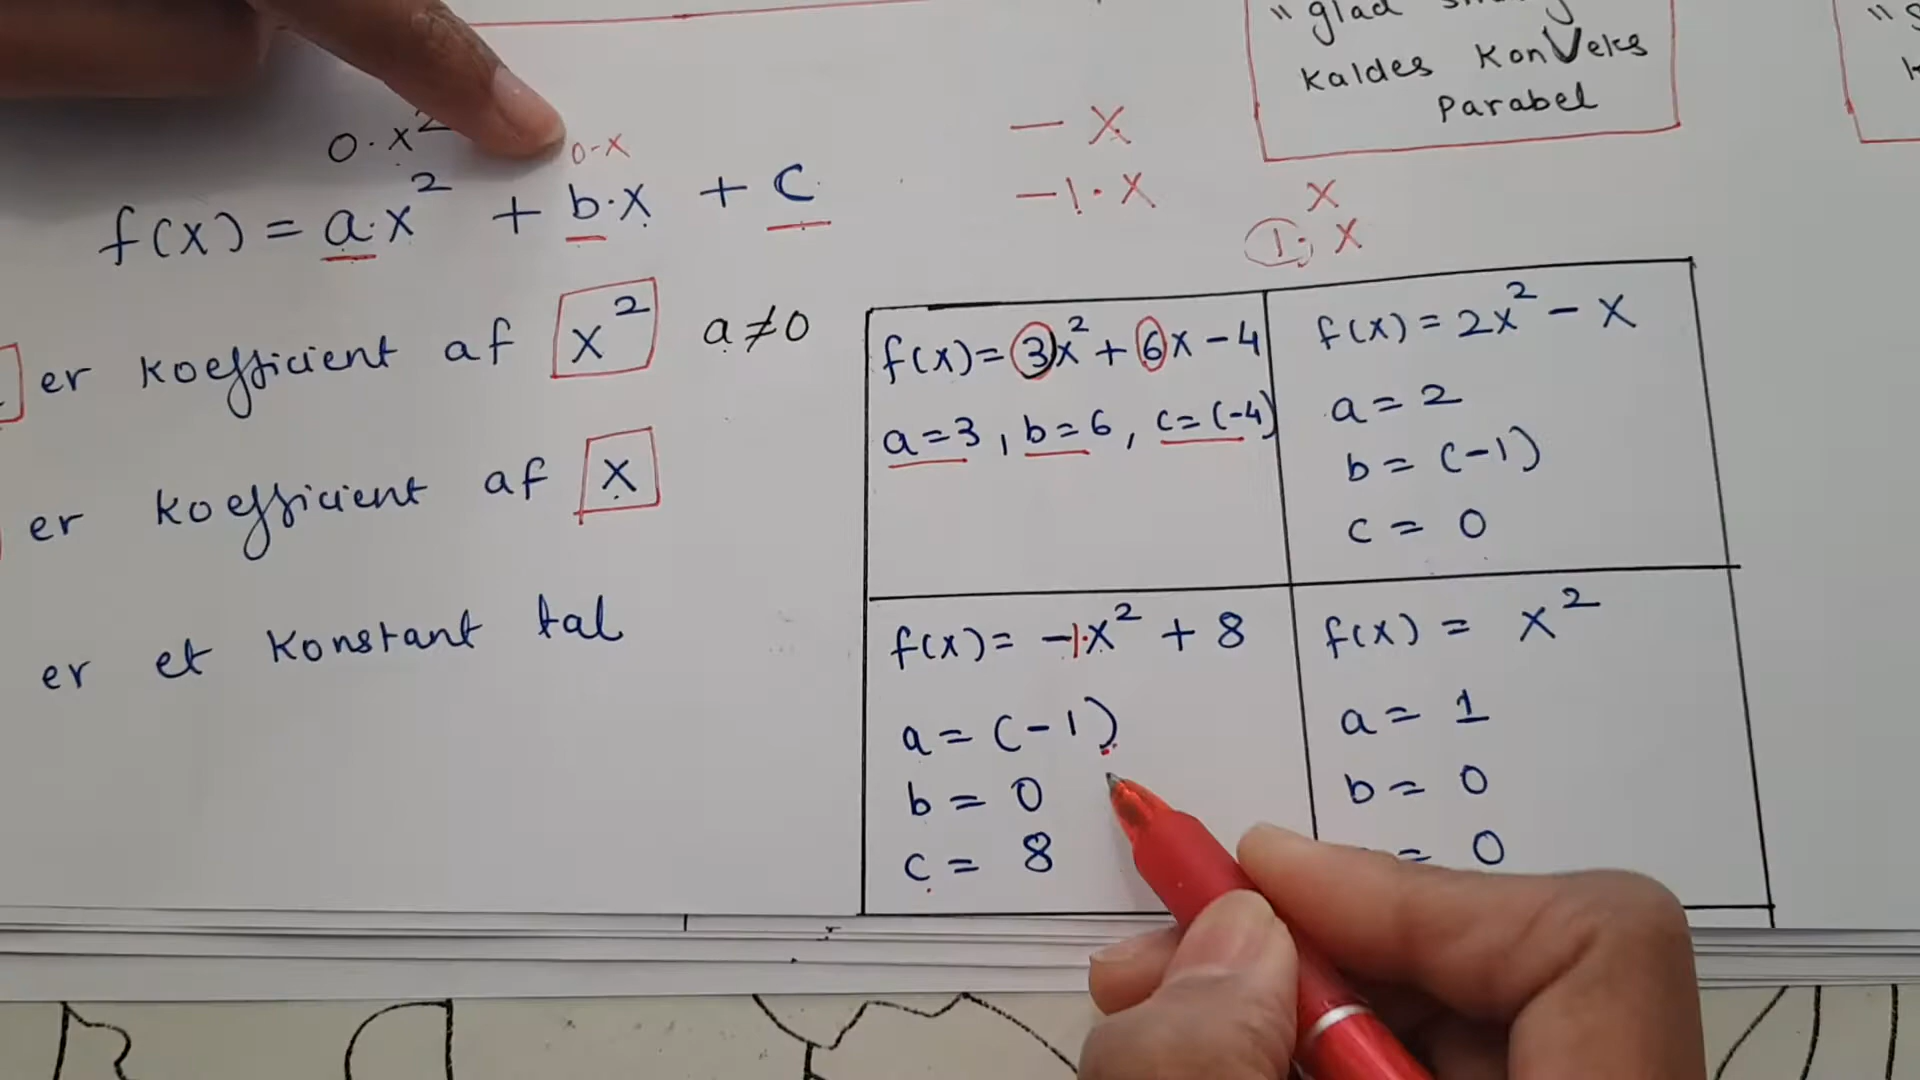 "glad
Kaldes KonVeks
Parabel
0·x²
0·x
f(x) = a·x² + b·x + c
er koefficient af x² a≠0
er koefficient af x
er et konstant tal
– x
–1·x
x
1·x
f(x) = 3x² + 6x – 4
a=3, b=6, c=(-4)
f(x) = 2x² – x
a = 2
b = (-1)
c = 0
f(x) = -1·x² + 8
a = (-1)
b = 0
c = 8
f(x) = x²
a = 1
b = 0
= 0